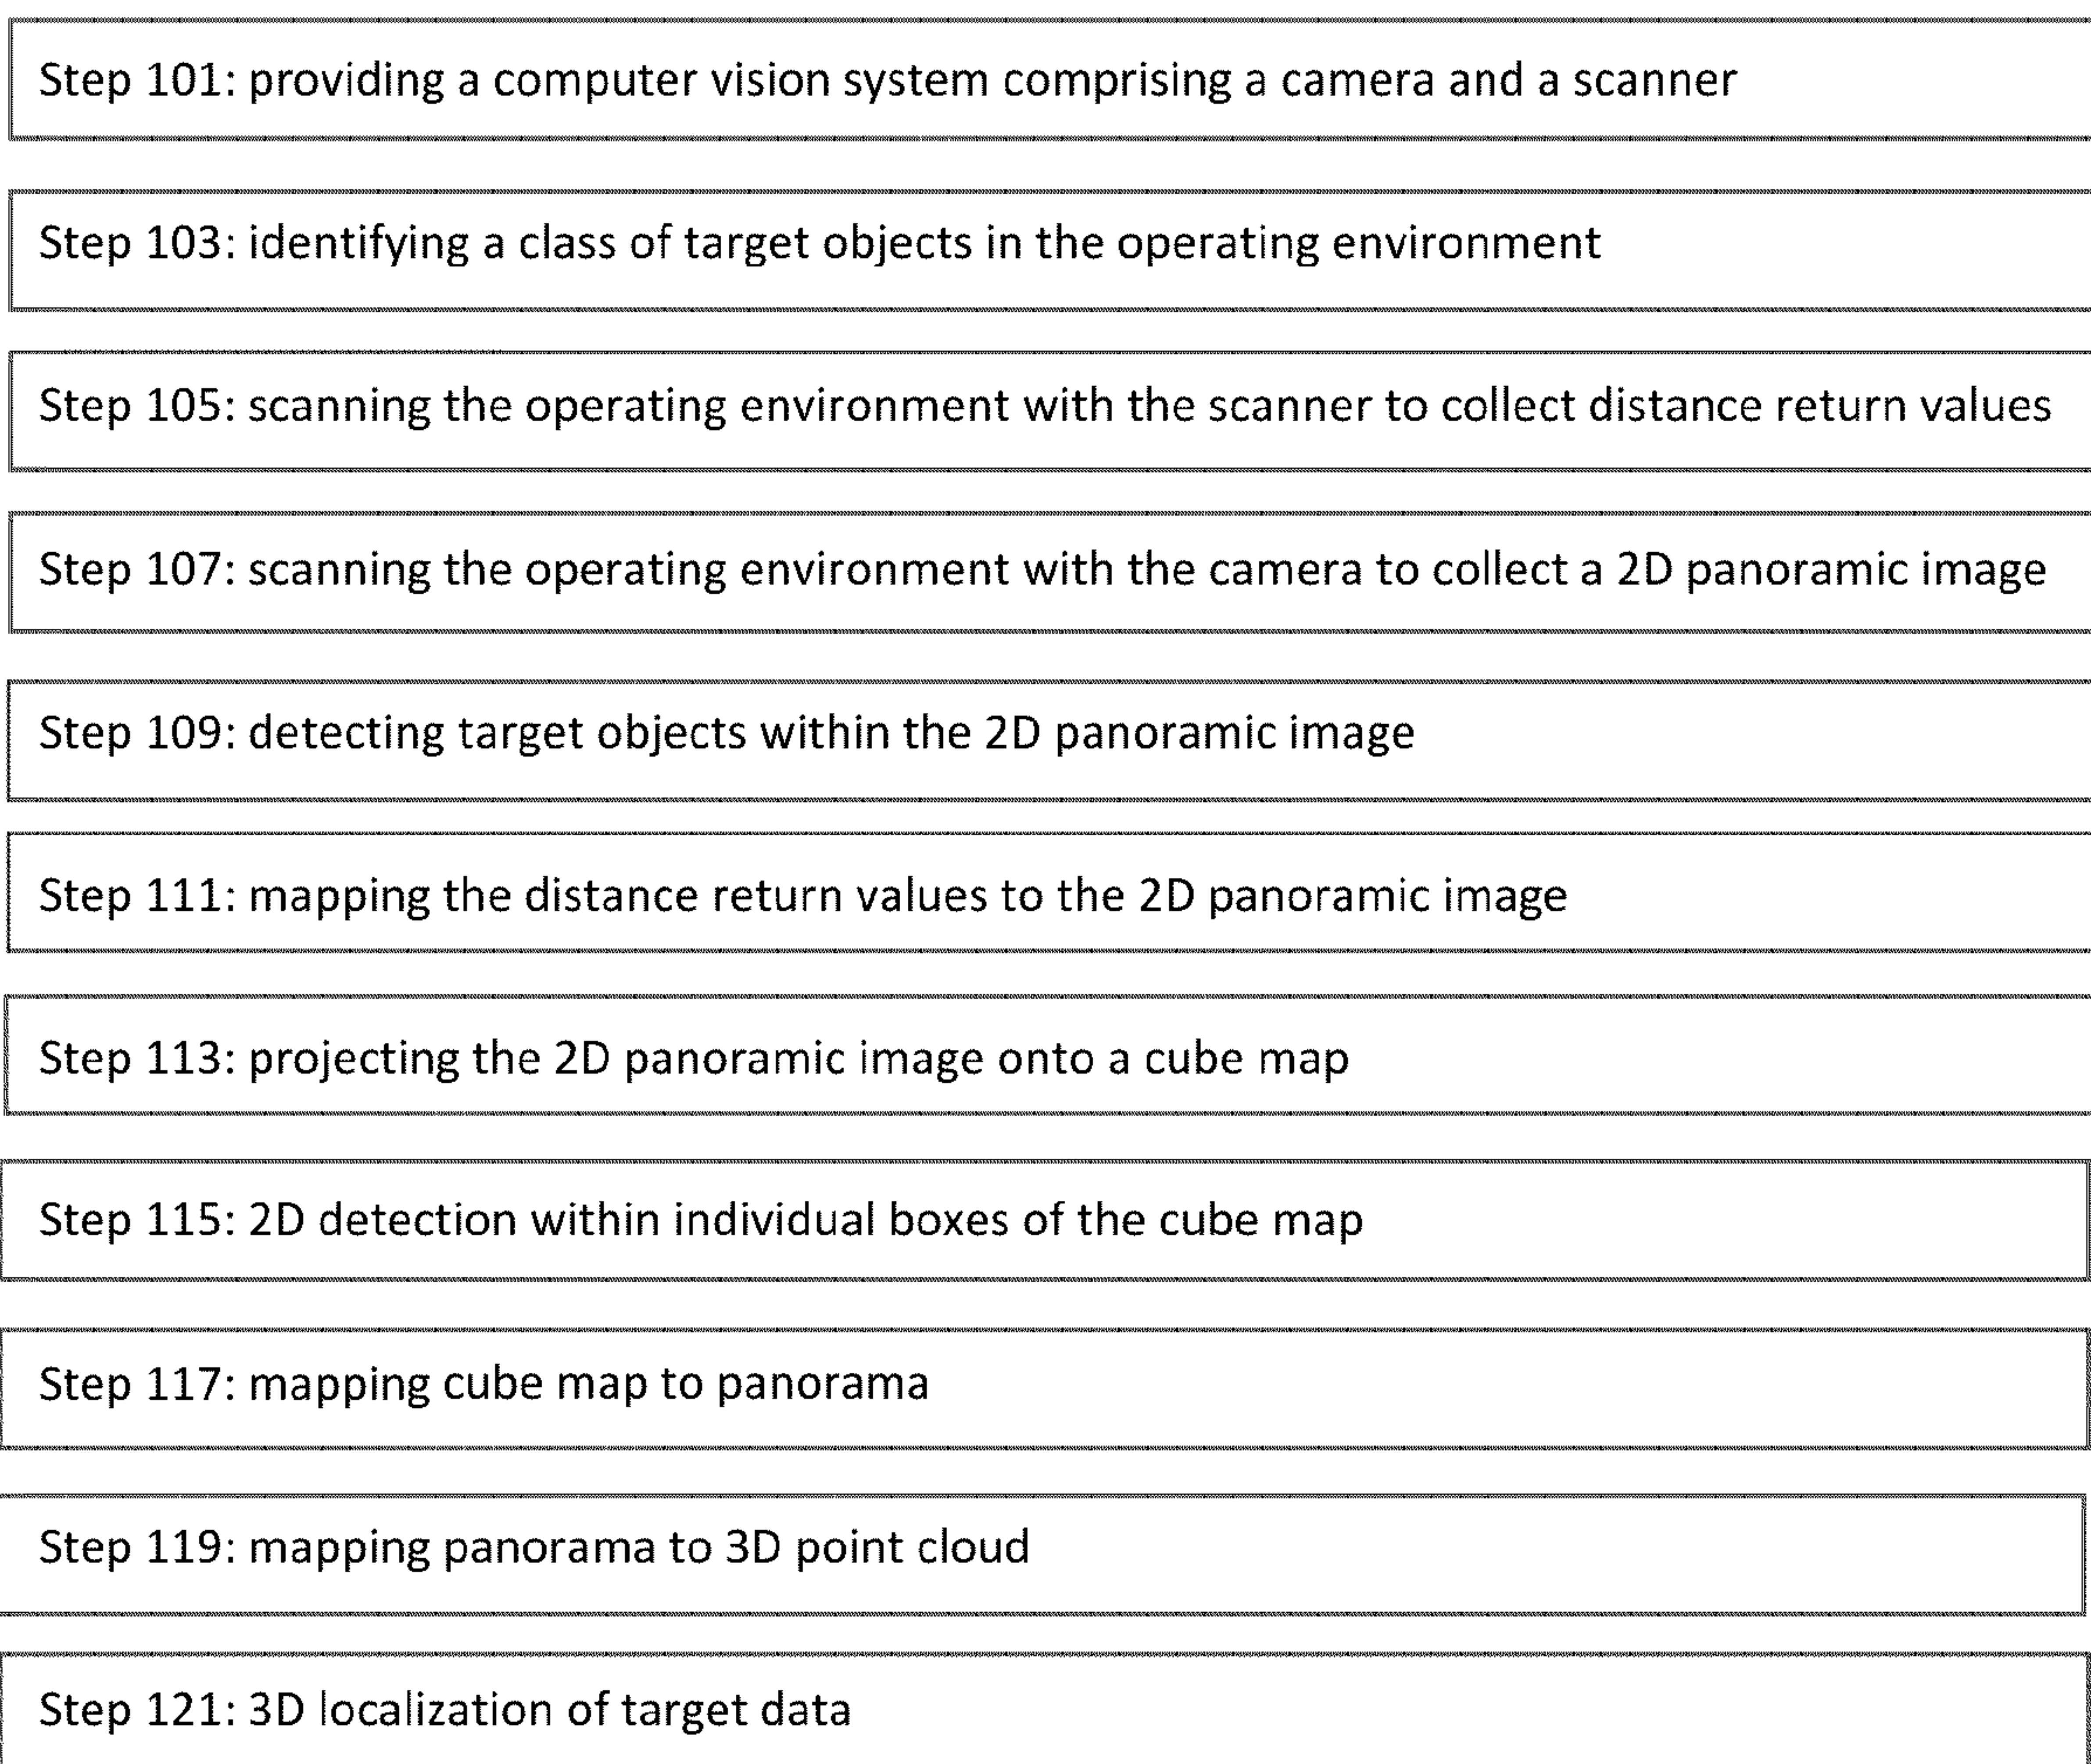 Step 101: providing a computer vision system comprising a camera and a scanner
Step 103: identifying a class of target objects in the operating environment
Step 105: scanning the operating environment with the scanner to collect distance return values
Step 107: scanning the operating environment with the camera to collect a 2D panoramic image
Step 109: detecting target objects within the 2D panoramic image
Step 111: mapping the distance return values to the 2D panoramic image
Step 113: projecting the 2D panoramic image onto a cube map
Step 115: 2D detection within individual boxes of the cube map
Step 117: mapping cube map to panorama
Step 119: mapping panorama to 3D point cloud
Step 121: 3D localization of target data